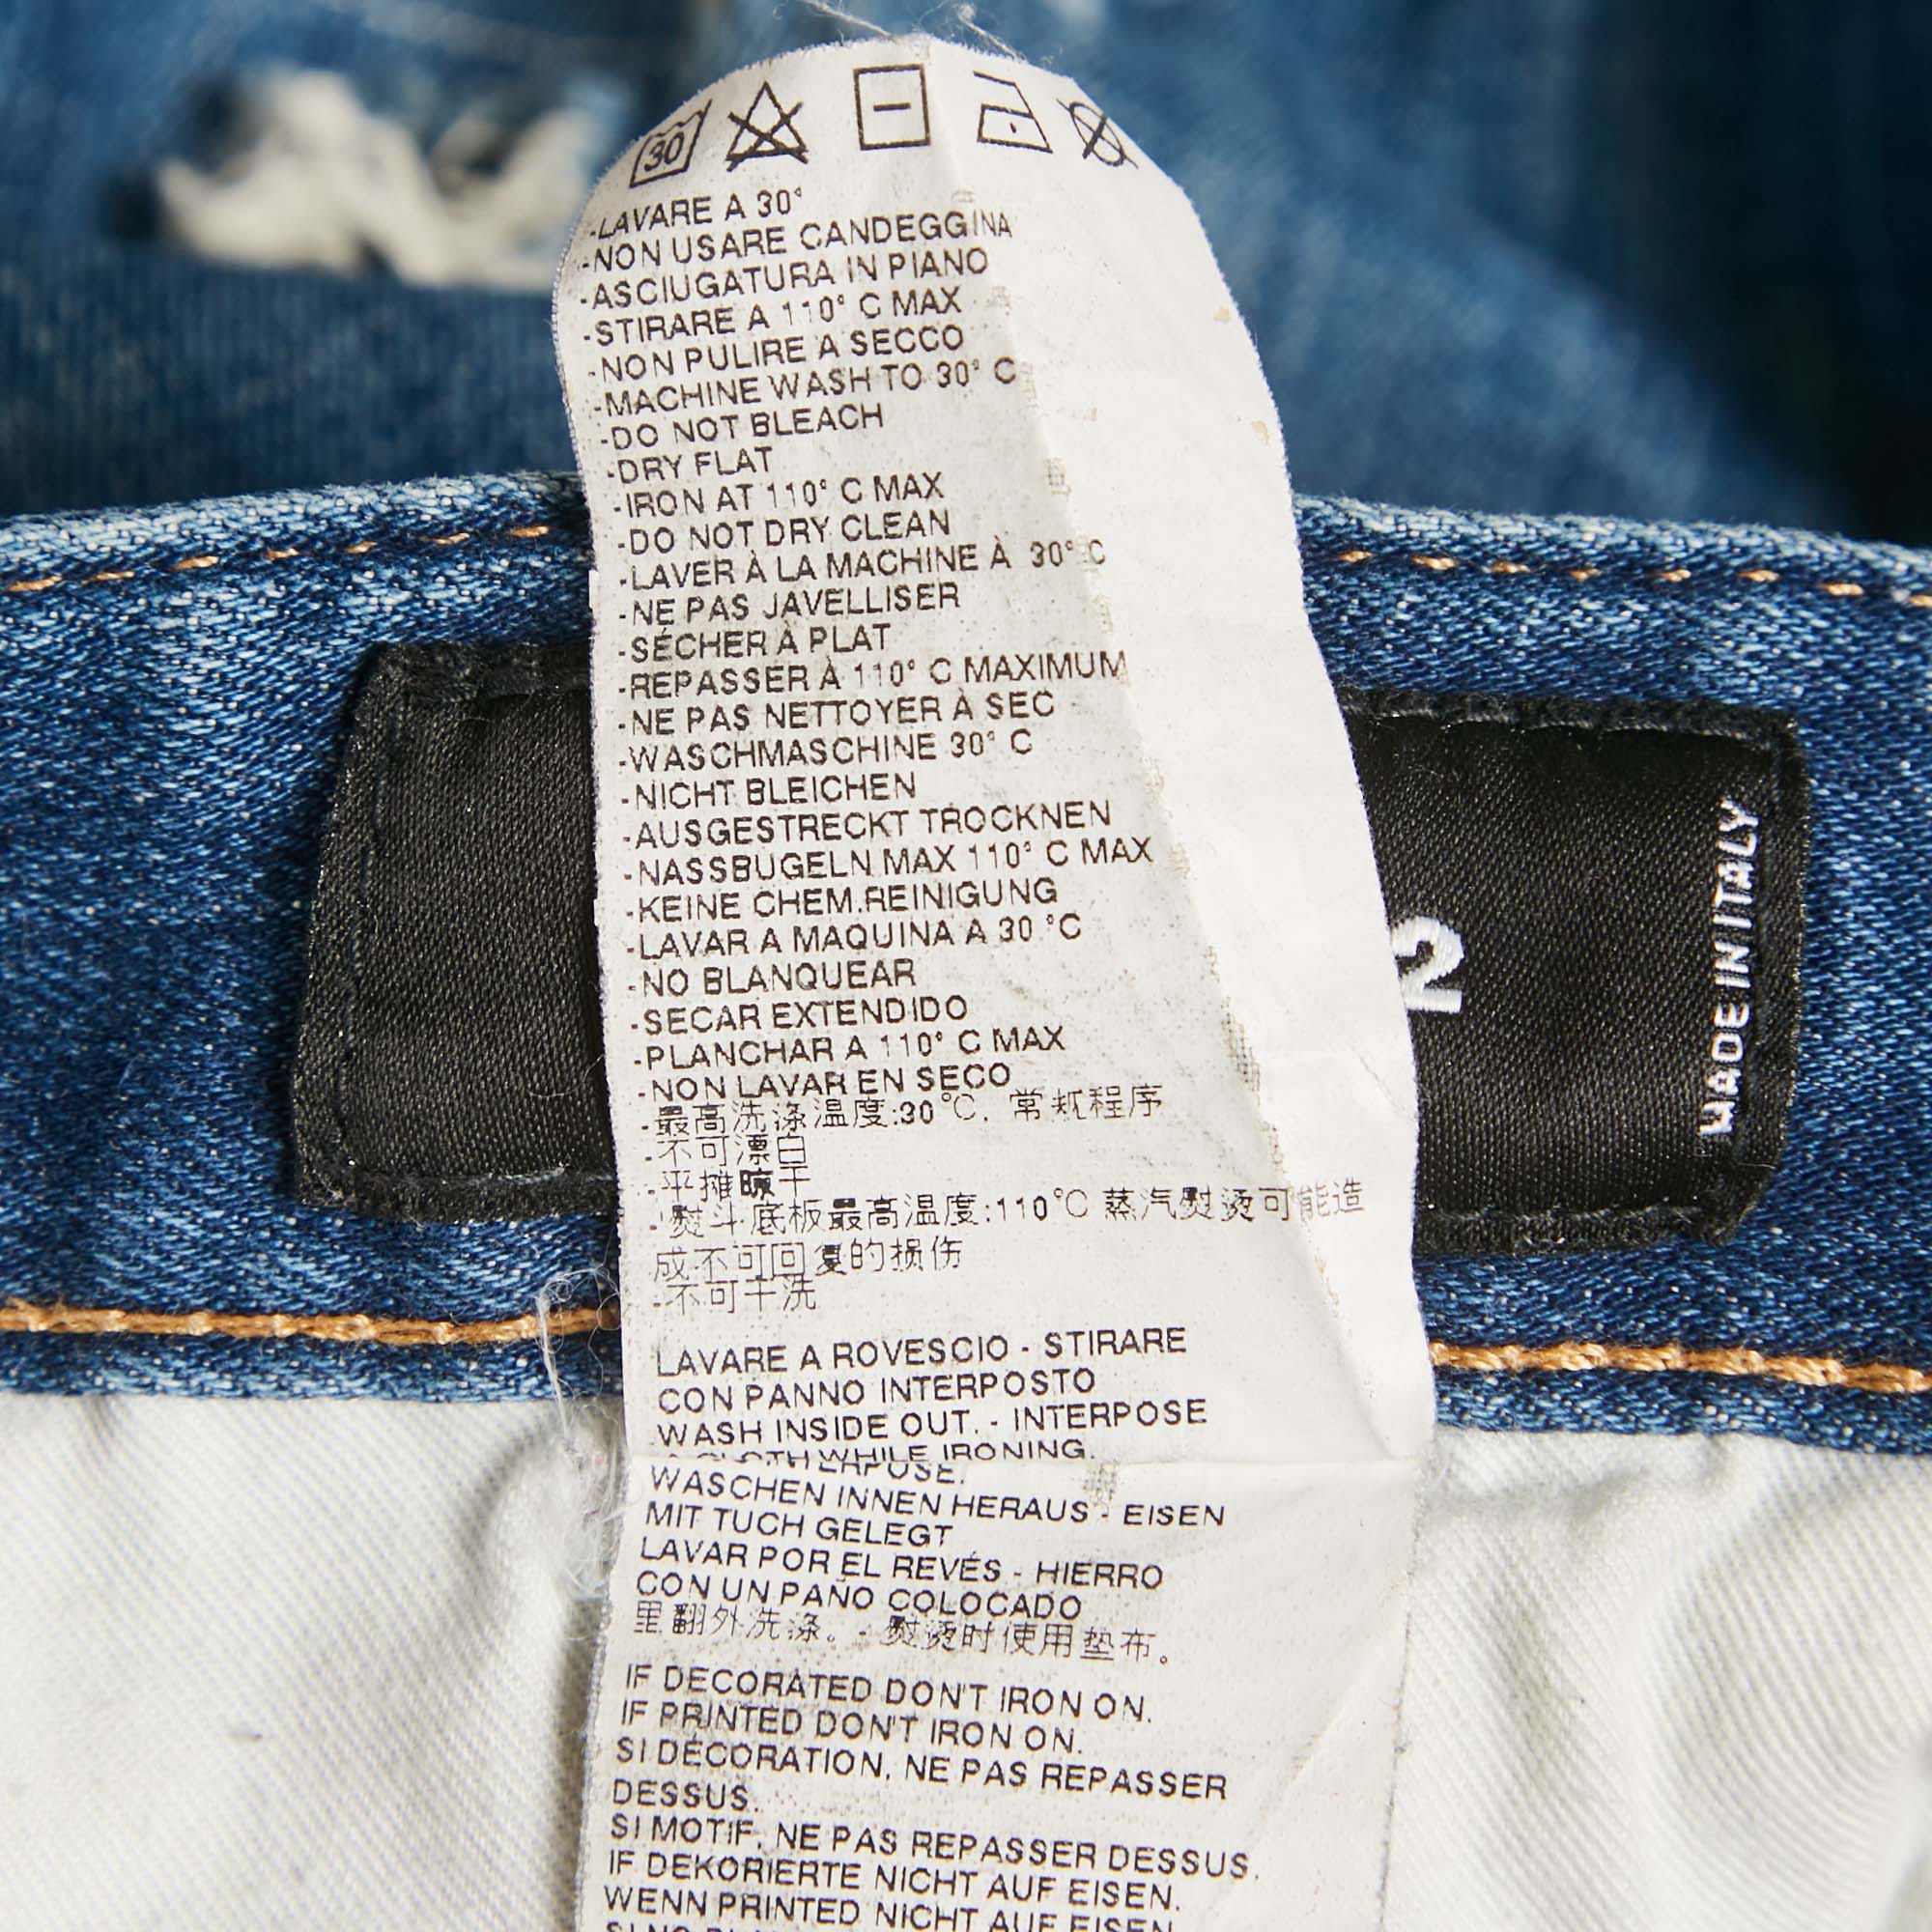 30
-LAVARE A 30°
-NON USARE CANDEGGINA
-ASCIUGATURA IN PIANO
-STIRARE A 110° C MAX
-NON PULIRE A SECCO
-MACHINE WASH TO 30° C
-DO NOT BLEACH
-DRY FLAT
-IRON AT 110° C MAX
-DO NOT DRY CLEAN
-LAVER À LA MACHINE À 30° C
-NE PAS JAVELLISER
-SÉCHER À PLAT
-REPASSER À 110° C MAXIMUM
-NE PAS NETTOYER À SEC
-WASCHMASCHINE 30° C
-NICHT BLEICHEN
-AUSGESTRECKT TROCKNEN
-NASSBUGELN MAX 110° C MAX
-KEINE CHEM.REINIGUNG
-LAVAR A MAQUINA A 30 °C
-NO BLANQUEAR
-SECAR EXTENDIDO
-PLANCHAR A 110° C MAX
-NON LAVAR EN SECO
-最高洗涤温度:30℃, 常规程序
-不可漂白
-平摊晾干
-熨斗底板最高温度:110℃ 蒸汽熨烫可能造
成不可回复的损伤
-不可干洗
LAVARE A ROVESCIO - STIRARE
CON PANNO INTERPOSTO
WASH INSIDE OUT. - INTERPOSE
A CLOTH WHILE IRONING.
WASCHEN INNEN HERAUS - EISEN
MIT TUCH GELEGT
LAVAR POR EL REVÉS - HIERRO
CON UN PAÑO COLOCADO
里翻外洗涤。- 熨烫时使用垫布。
IF DECORATED DON'T IRON ON.
IF PRINTED DON'T IRON ON.
SI DÉCORATION, NE PAS REPASSER
DESSUS.
SI MOTIF, NE PAS REPASSER DESSUS.
IF DEKORIERTE NICHT AUF EISEN.
WENN PRINTED NICHT AUF EISEN.
2
MADE IN ITALY